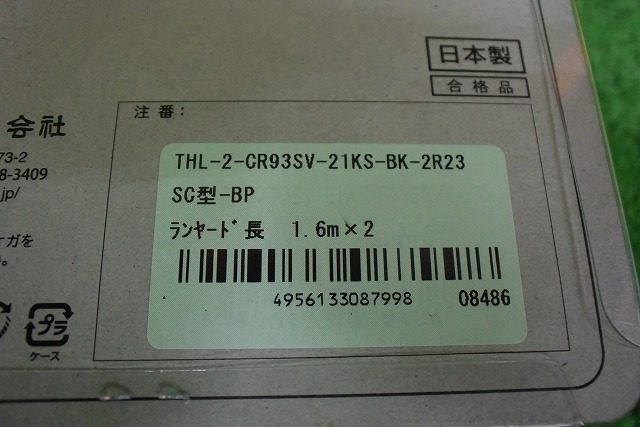 日本製
合格品
会社
注番:
73-2
8-3409
.jp/
THL-2-CR93SV-21KS-BK-2R23
SC型-BP
ﾗﾝﾔｰﾄﾞ長 1.6m×2
ケガを
4956133087998 08486
プラ
ケース